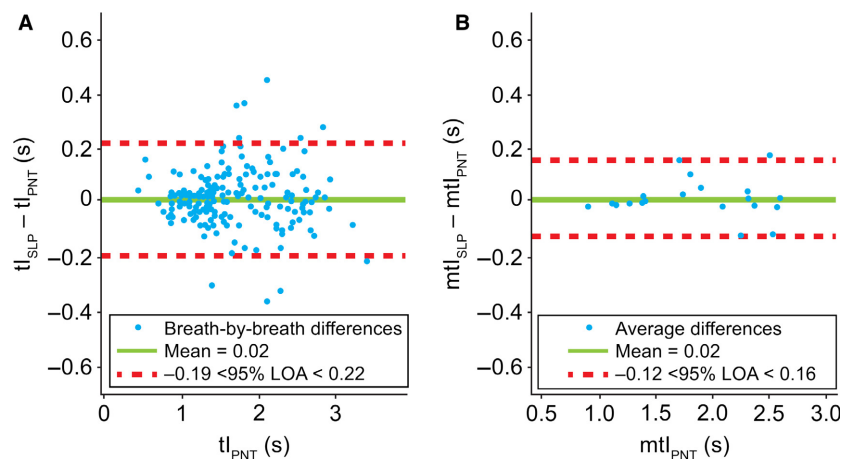 A
0.6
0.4
0.2
0
–0.2
–0.4
–0.6
tI_SLP – tI_PNT (s)
Breath-by-breath differences
Mean = 0.02
–0.19 <95% LOA < 0.22
0 1 2 3
tI_PNT (s)
B
0.6
0.4
0.2
0
–0.2
–0.4
–0.6
mtI_SLP – mtI_PNT (s)
Average differences
Mean = 0.02
–0.12 <95% LOA < 0.16
0.5 1.0 1.5 2.0 2.5 3.0
mtI_PNT (s)